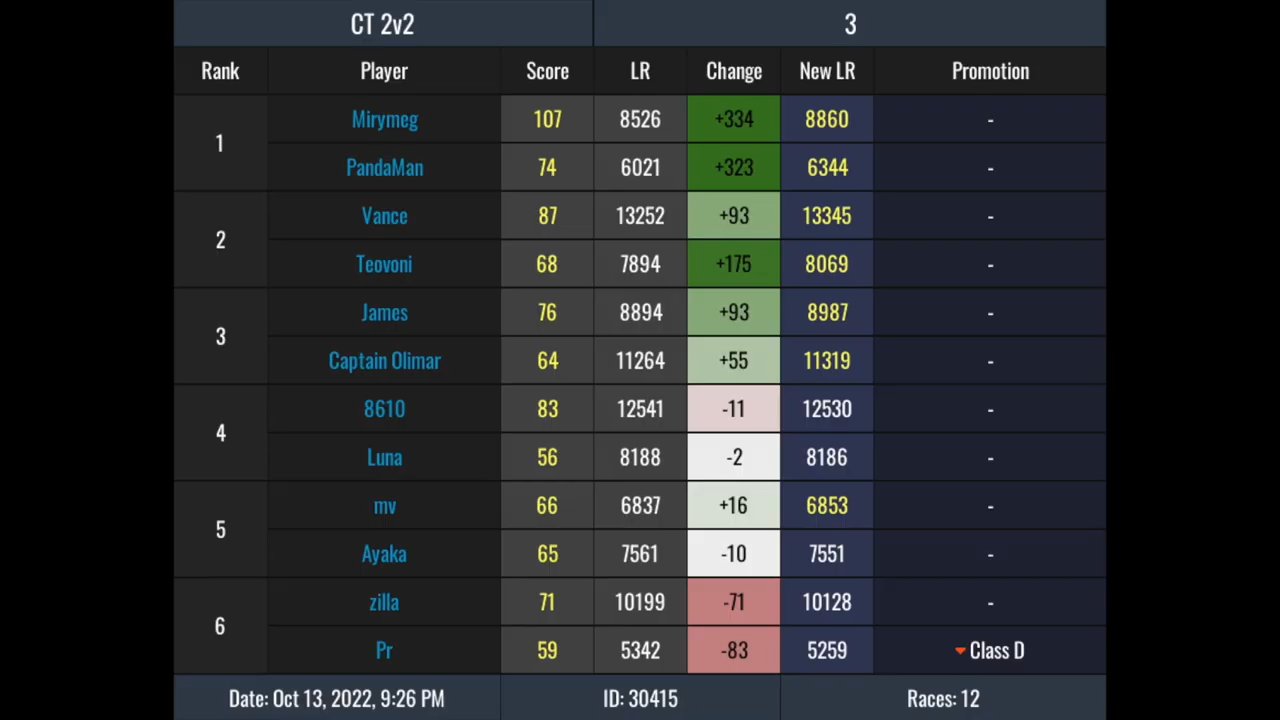 CT 2v2 3
Rank Player Score LR Change New LR Promotion
1
Mirymeg 107 8526 +334 8860 -
PandaMan 74 6021 +323 6344 -
2
Vance 87 13252 +93 13345 -
Teovoni 68 7894 +175 8069 -
3
James 76 8894 +93 8987 -
Captain Olimar 64 11264 +55 11319 -
4
8610 83 12541 -11 12530 -
Luna 56 8188 -2 8186 -
5
mv 66 6837 +16 6853 -
Ayaka 65 7561 -10 7551 -
6
zilla 71 10199 -71 10128 -
Pr 59 5342 -83 5259 Class D
Date: Oct 13, 2022, 9:26 PM ID: 30415 Races: 12